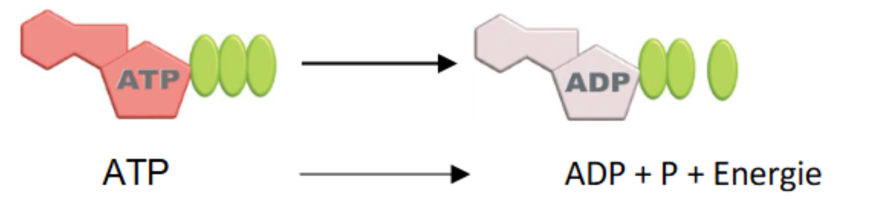 ATP ADP
ATP ADP + P + Energie